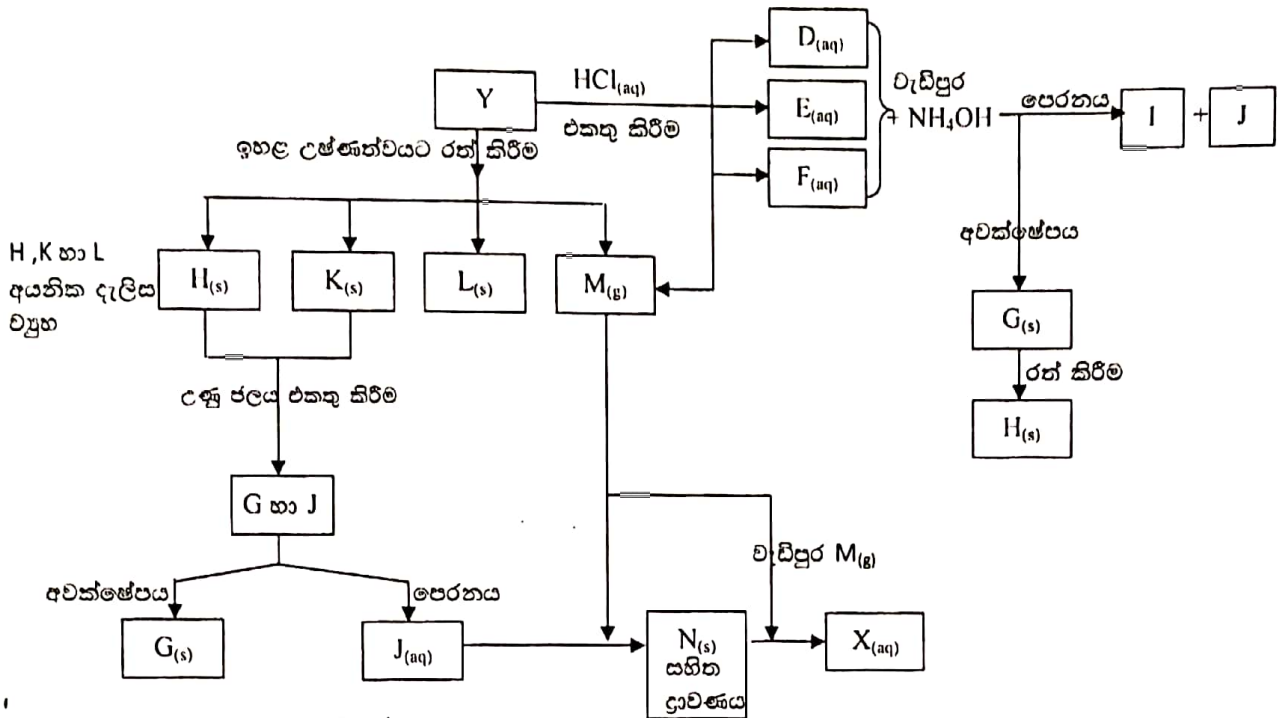 D(aq)
Y
HCl(aq)
එකතු කිරීම
E(aq)
වැඩිපුර
+ NH₄OH
පෙරනය
I + J
ඉහළ උෂ්ණත්වයට රත් කිරීම
F(aq)
අවක්ෂේපය
H ,K හා L
අයනික දැලිස
ව්‍යුහ
H(s)
K(s)
L(s)
M(g)
G(s)
රත් කිරීම
උණු ජලය එකතු කිරීම
H(s)
G හා J
වැඩිපුර M(g)
අවක්ෂේපය
පෙරනය
G(s)
J(aq)
N(s)
සහිත
ද්‍රාවණය
X(aq)